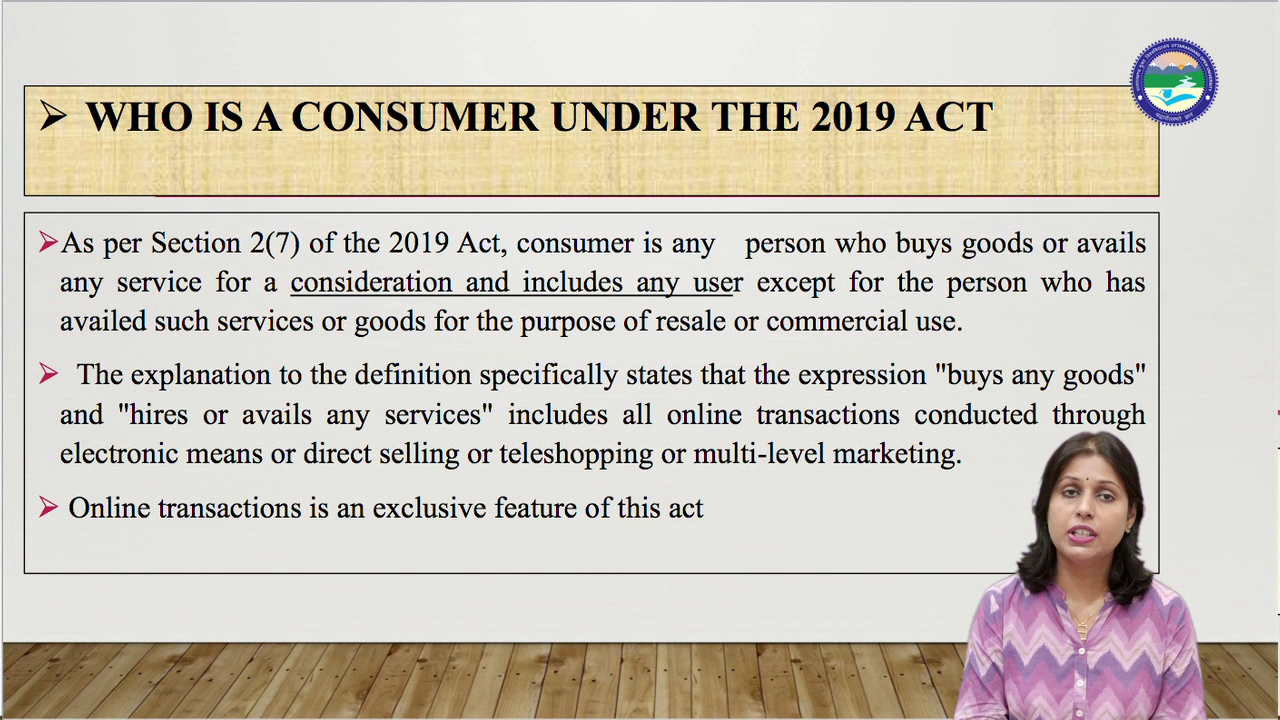 WHO IS A CONSUMER UNDER THE 2019 ACT
As per Section 2(7) of the 2019 Act, consumer is any person who buys goods or avails
any service for a consideration and includes any user except for the person who has
availed such services or goods for the purpose of resale or commercial use.
The explanation to the definition specifically states that the expression "buys any goods"
and "hires or avails any services" includes all online transactions conducted through
electronic means or direct selling or teleshopping or multi-level marketing.
Online transactions is an exclusive feature of this act